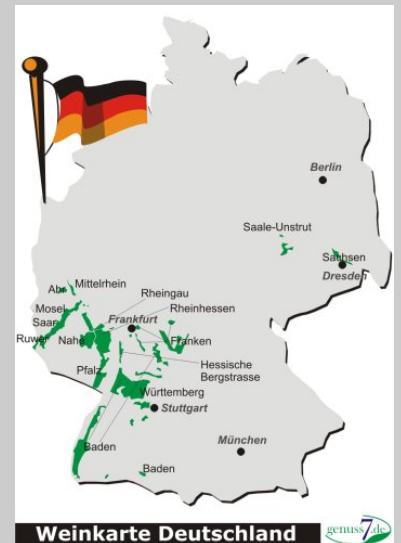 Berlin
Saale-Unstrut
Sachsen
Dresden
Ahr
Mittelrhein
Rheingau
Mosel
Rheinhessen
Saar
Frankfurt
Ruwer
Nahe
Franken
Pfalz
Hessische
Bergstrasse
Württemberg
Stuttgart
Baden
München
Baden
Weinkarte Deutschland
genuss7.de